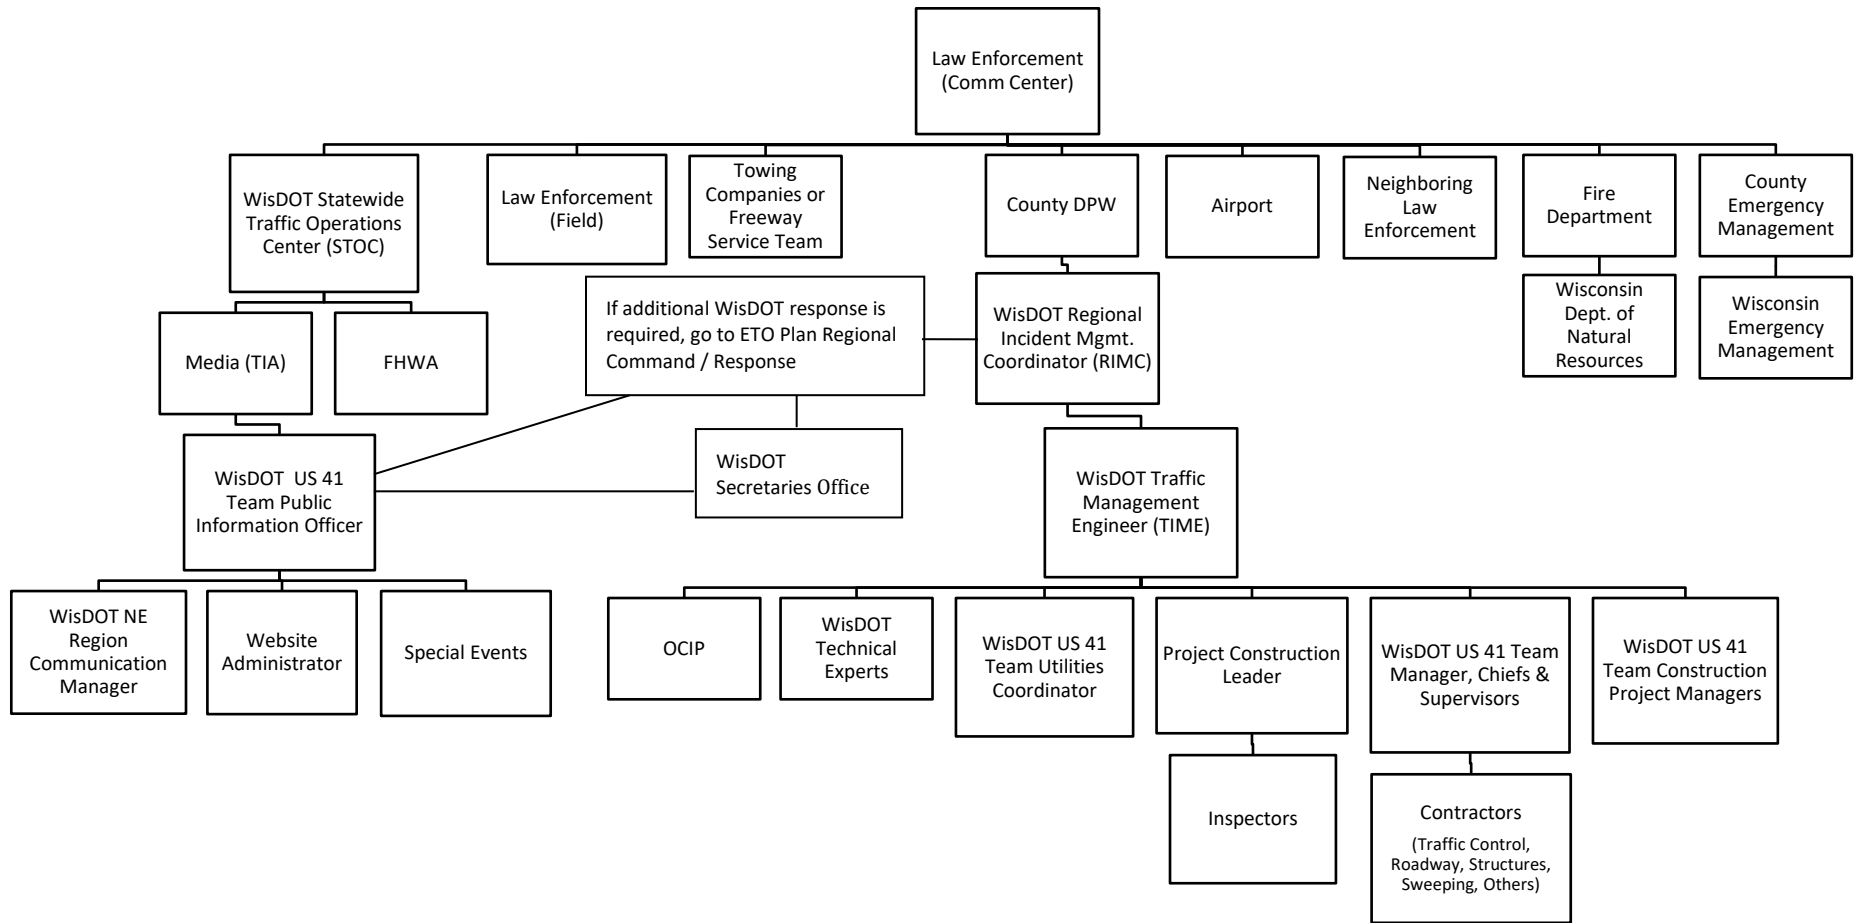 Law Enforcement
(Comm Center)
WisDOT Statewide
Traffic Operations
Center (STOC)
Law Enforcement
(Field)
Towing
Companies or
Freeway
Service Team
County DPW
Airport
Neighboring
Law
Enforcement
Fire
Department
County
Emergency
Management
Media (TIA)
FHWA
If additional WisDOT response is
required, go to ETO Plan Regional
Command / Response
WisDOT Regional
Incident Mgmt.
Coordinator (RIMC)
Wisconsin
Dept. of
Natural
Resources
Wisconsin
Emergency
Management
WisDOT  US 41
Team Public
Information Officer
WisDOT
Secretaries Office
WisDOT Traffic
Management
Engineer (TIME)
WisDOT NE
Region
Communication
Manager
Website
Administrator
Special Events
OCIP
WisDOT
Technical
Experts
WisDOT US 41
Team Utilities
Coordinator
Project Construction
Leader
WisDOT US 41 Team
Manager, Chiefs &
Supervisors
WisDOT US 41
Team Construction
Project Managers
Inspectors
Contractors
(Traffic Control,
Roadway, Structures,
Sweeping, Others)